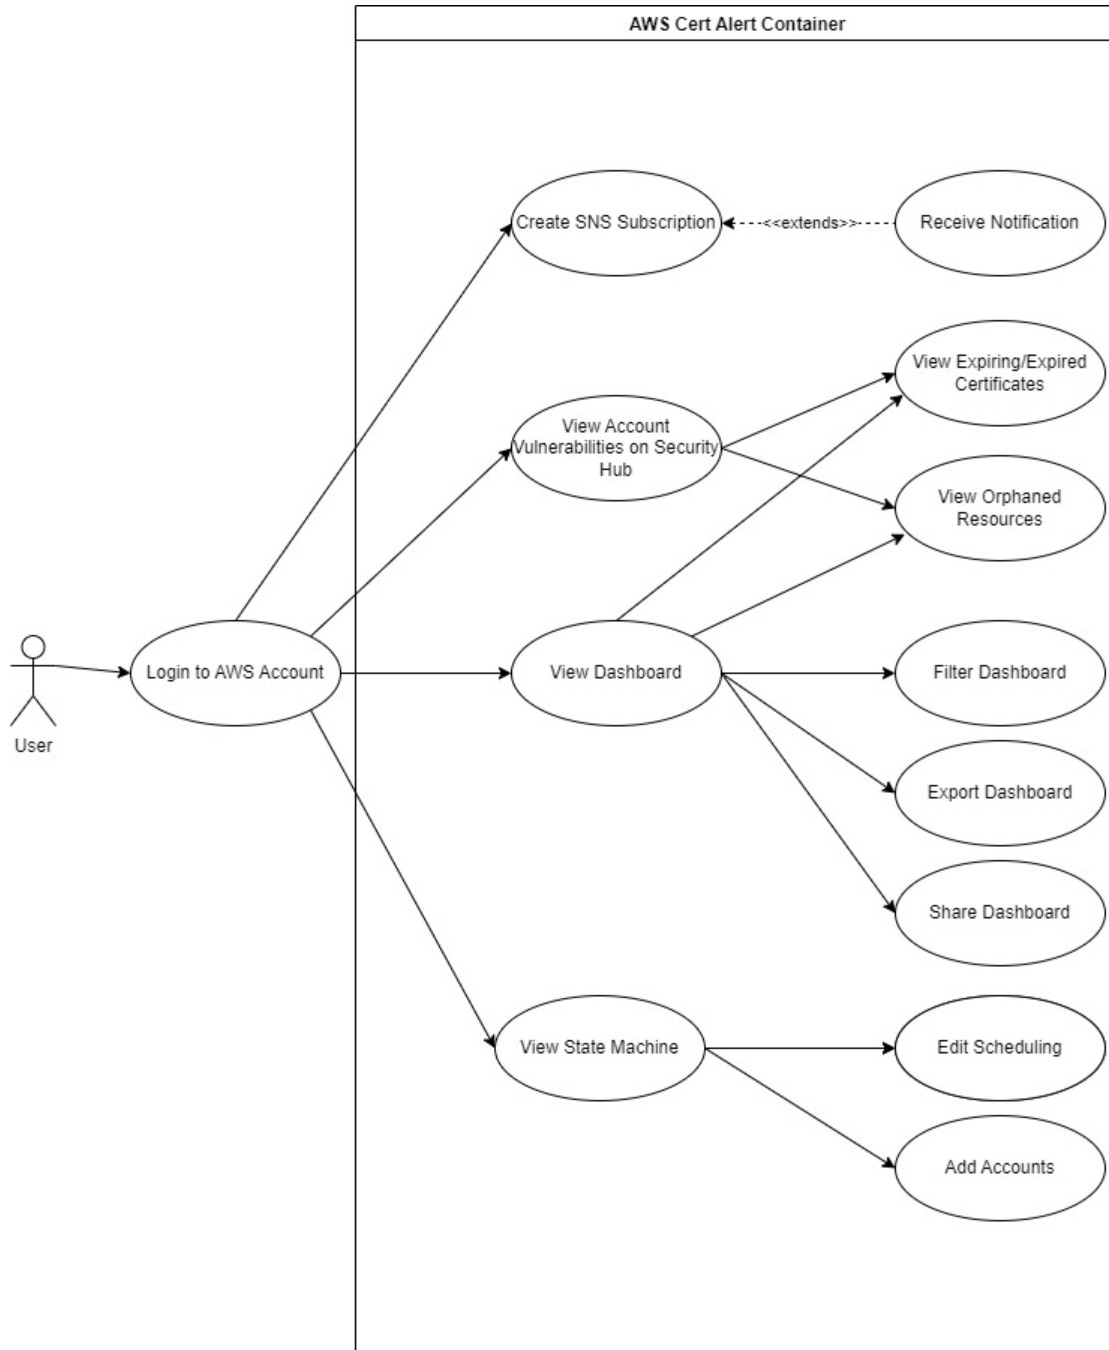 AWS Cert Alert Container
Create SNS Subscription
<<extends>>
Receive Notification
View Expiring/Expired
Certificates
View Account
Vulnerabilities on Security
Hub
View Orphaned
Resources
User
Login to AWS Account
View Dashboard
Filter Dashboard
Export Dashboard
Share Dashboard
View State Machine
Edit Scheduling
Add Accounts